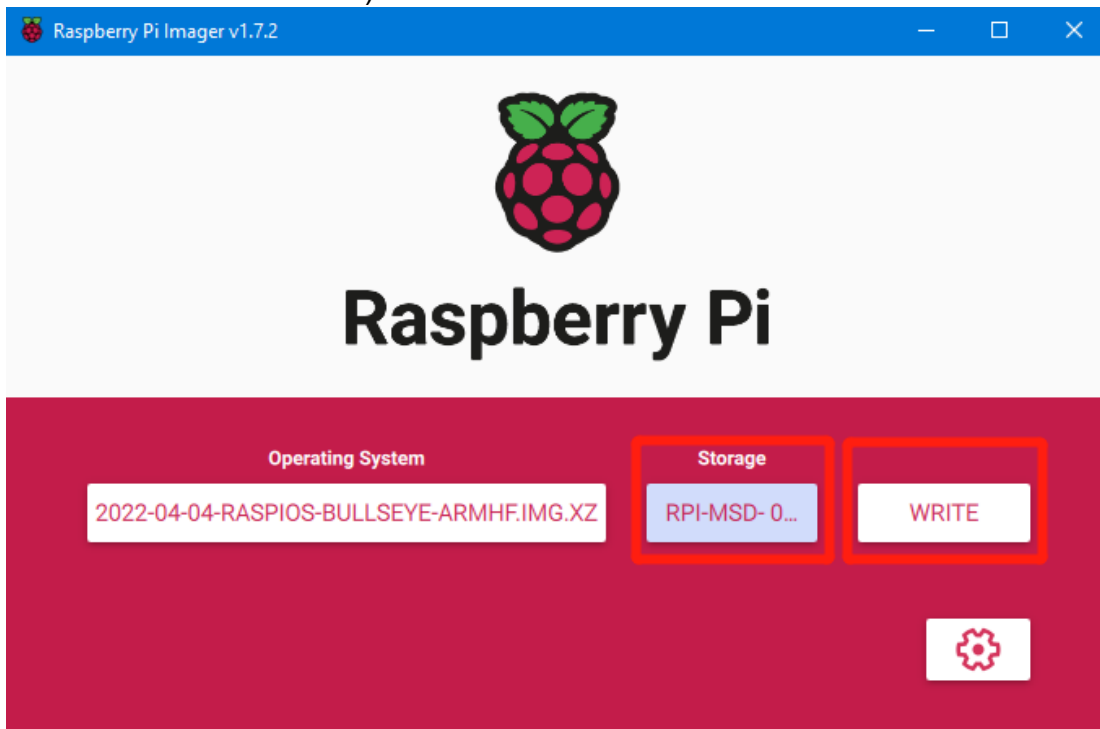 )
Raspberry Pi Imager v1.7.2
Raspberry Pi
Operating System
Storage
2022-04-04-RASPIOS-BULLSEYE-ARMHF.IMG.XZ
RPI-MSD- 0...
WRITE